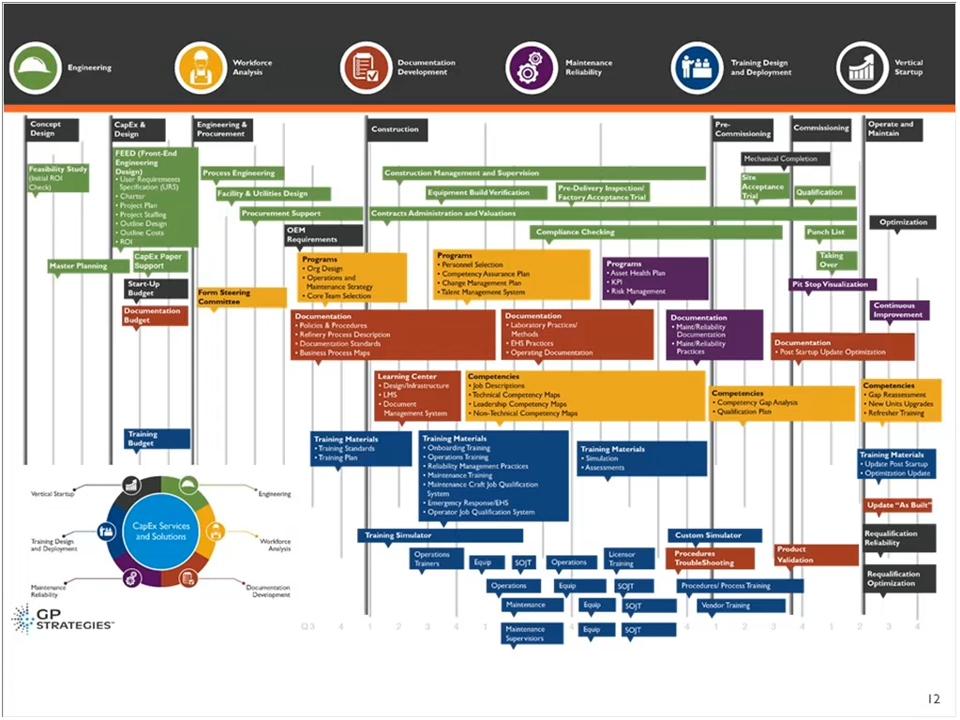 Engineering
Workforce
Analysis
Documentation
Development
Maintenance
Reliability
Training Design
and Deployment
Vertical
Startup
Concept
Design
CapEx &
Design
Engineering &
Procurement
Construction
Pre-
Commissioning
Commissioning
Operate and
Maintain
Mechanical Completion
Feasibility Study
(Initial ROI
Check)
FEED (Front-End
Engineering
Design)
• User Requirements
Specification (URS)
• Charter
• Project Plan
• Project Staffing
• Outline Design
• Outline Costs
• ROI
Process Engineering
Facility & Utilities Design
Procurement Support
Construction Management and Supervision
Equipment Build Verification
Pre-Delivery Inspection/
Factory Acceptance Trial
Site
Acceptance
Trial
Qualification
Contracts Administration and Valuations
Optimization
OEM
Requirements
Compliance Checking
Punch List
Master Planning
CapEx Paper
Support
Taking
Over
Start-Up
Budget
Form Steering
Committee
Programs
• Org Design
• Operations and
Maintenance Strategy
• Core Team Selection
Programs
• Personnel Selection
• Competency Assurance Plan
• Change Management Plan
• Talent Management System
Programs
• Asset Health Plan
• KPI
• Risk Management
Pit Stop Visualization
Continuous
Improvement
Documentation
Budget
Documentation
• Policies & Procedures
• Refinery Process Description
• Documentation Standards
• Business Process Maps
Documentation
• Laboratory Practices/
Methods
• EHS Practices
• Operating Documentation
Documentation
• Maint/Reliability
Documentation
• Maint/Reliability
Practices
Documentation
• Post Startup Update Optimization
Learning Center
• Design/Infrastructure
• LMS
• Document
Management System
Competencies
• Job Descriptions
• Technical Competency Maps
• Leadership Competency Maps
• Non-Technical Competency Maps
Competencies
• Competency Gap Analysis
• Qualification Plan
Competencies
• Gap Reassessment
• New Units Upgrades
• Refresher Training
Training
Budget
Training Materials
• Training Standards
• Training Plan
Training Materials
• Onboarding Training
• Operations Training
• Reliability Management Practices
• Maintenance Training
• Maintenance Craft Job Qualification
System
• Emergency Response/EHS
• Operator Job Qualification System
Training Materials
• Simulation
• Assessments
Training Materials
• Update Post Startup
• Optimization Update
Update "As Built"
Training Simulator
Custom Simulator
Requalification
Reliability
Operations
Trainers
Equip
SOJT
Operations
Licensor
Training
Procedures
TroubleShooting
Product
Validation
Requalification
Optimization
Operations
Equip
SOJT
Procedures/ Process Training
Maintenance
Equip
SOJT
Vendor Training
Maintenance
Supervisiors
Equip
SOJT
Q3 4 1 2 3 4 1 2 3 4 1 2 3 4 1 2 3 4
Vertical Startup
Engineering
CapEx Services
and Solutions
Training Design
and Deployment
Workforce
Analysis
Maintenance
Reliability
Documentation
Development
GP
STRATEGIES™
12